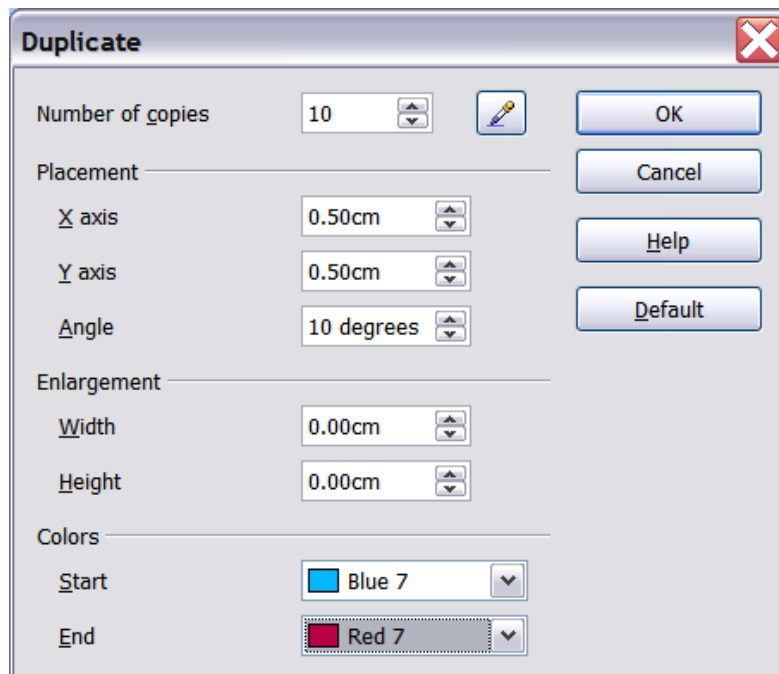 Duplicate
Number of copies 10 OK
Placement Cancel
X axis 0.50cm
Help
Y axis 0.50cm
Default
Angle 10 degrees
Enlargement
Width 0.00cm
Height 0.00cm
Colors
Start Blue 7
End Red 7